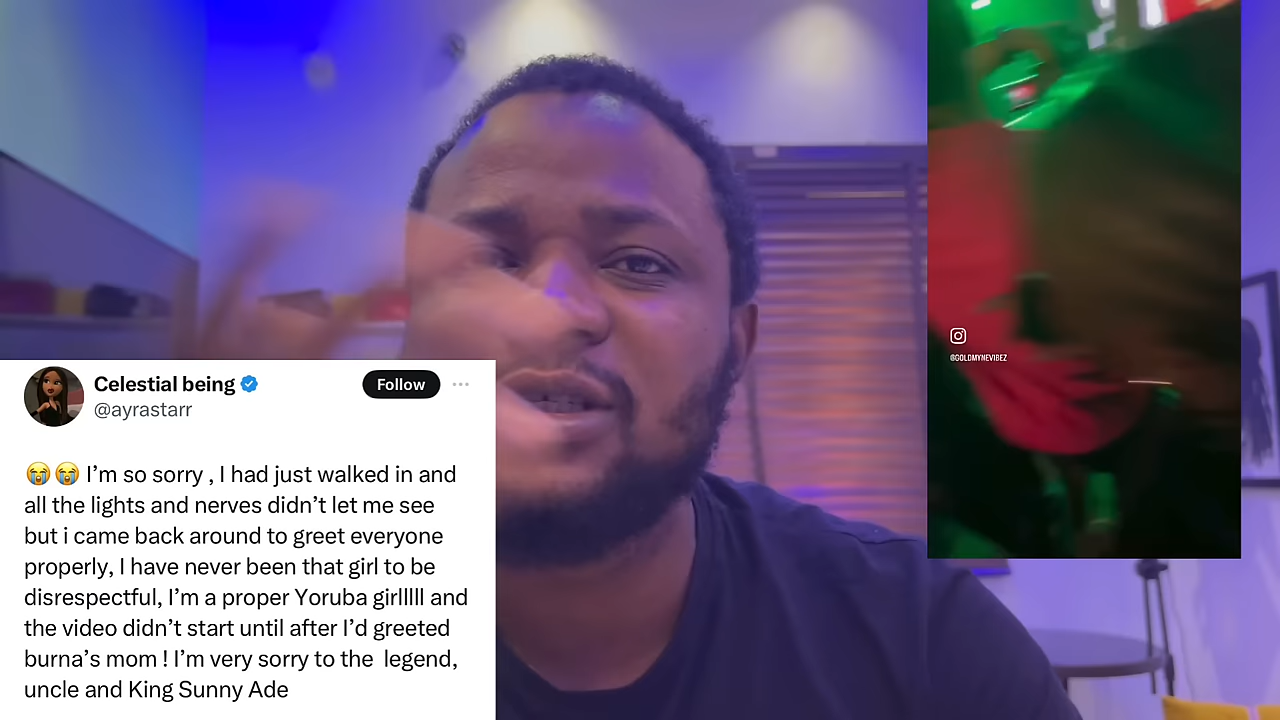 Celestial being
Follow
@ayrastarr
😭😭 I’m so sorry , I had just walked in and
all the lights and nerves didn’t let me see
but i came back around to greet everyone
properly, I have never been that girl to be
disrespectful, I’m a proper Yoruba girlllll and
the video didn’t start until after I’d greeted
burna’s mom ! I’m very sorry to the  legend,
uncle and King Sunny Ade
@GOLDMYNEVIBEZ